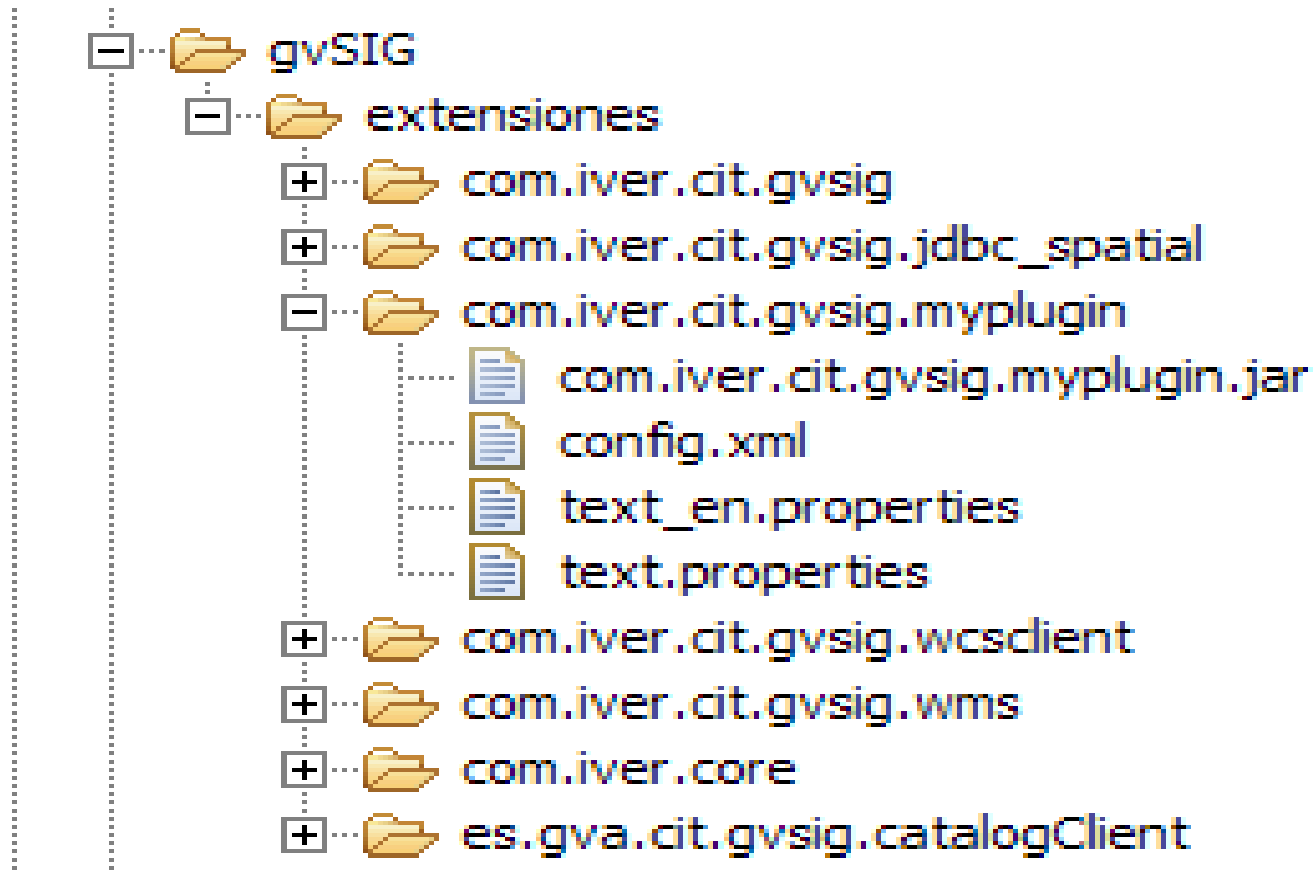 gvSIG
extensiones
com.iver.cit.gvsig
com.iver.cit.gvsig.jdbc_spatial
com.iver.cit.gvsig.myplugin
com.iver.cit.gvsig.myplugin.jar
config.xml
text_en.properties
text.properties
com.iver.cit.gvsig.wcsclient
com.iver.cit.gvsig.wms
com.iver.core
es.gva.cit.gvsig.catalogClient